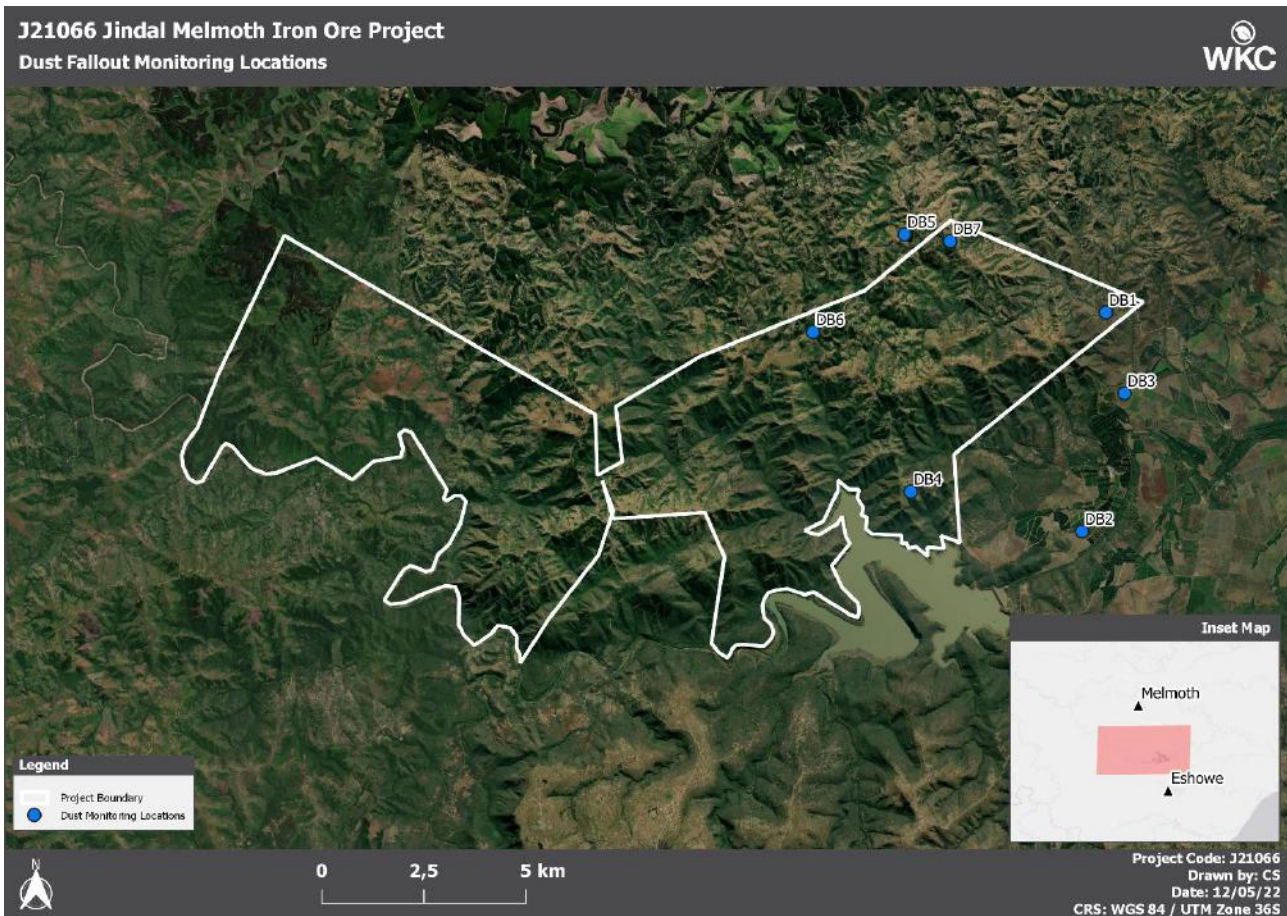 J21066 Jindal Melmoth Iron Ore Project
Dust Fallout Monitoring Locations
WKC
DB5
DB7
DB1
DB6
DB3
DB4
DB2
Inset Map
Melmoth
Eshowe
Legend
Project Boundary
Dust Monitoring Locations
N
0 2,5 5 km
Project Code: J21066
Drawn by: CS
Date: 12/05/22
CRS: WGS 84 / UTM Zone 36S